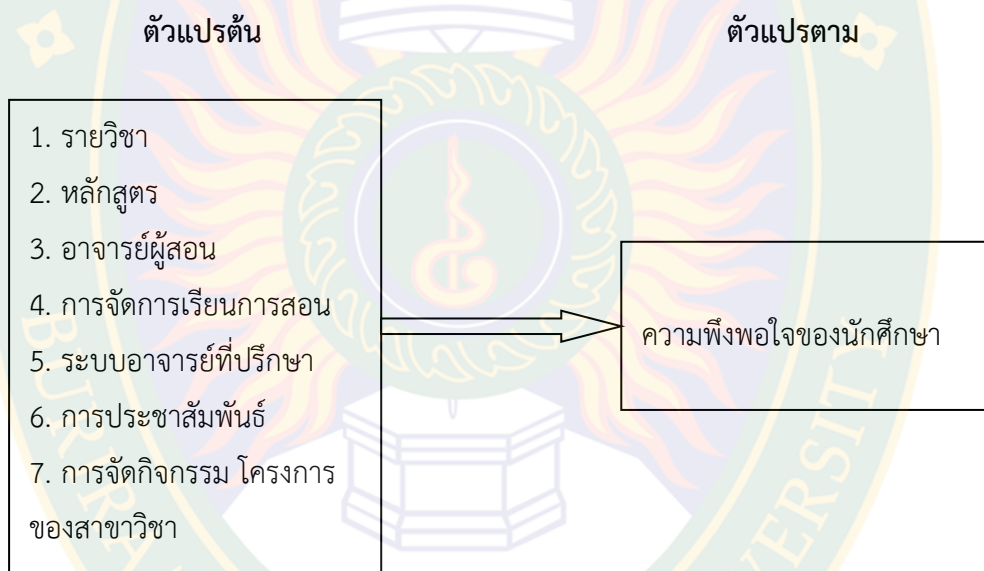 ตัวแปรต้น
ตัวแปรตาม
1. รายวิชา
2. หลักสูตร
3. อาจารย์ผู้สอน
4. การจัดการเรียนการสอน
5. ระบบอาจารย์ที่ปรึกษา
6. การประชาสัมพันธ์
7. การจัดกิจกรรม โครงการ
ของสาขาวิชา
ความพึงพอใจของนักศึกษา